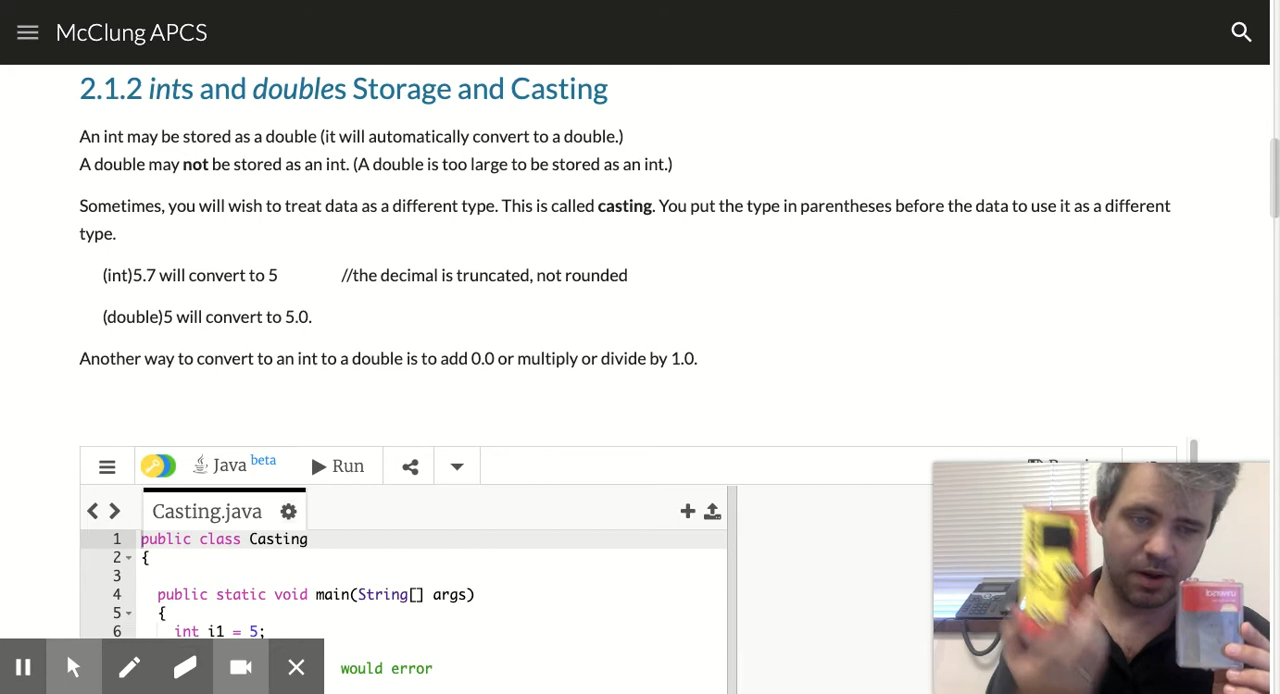 McClung APCS
2.1.2 ints and doubles Storage and Casting
An int may be stored as a double (it will automatically convert to a double.)
A double may not be stored as an int. (A double is too large to be stored as an int.)
Sometimes, you will wish to treat data as a different type. This is called casting. You put the type in parentheses before the data to use it as a different
type.
(int)5.7 will convert to 5 //the decimal is truncated, not rounded
(double)5 will convert to 5.0.
Another way to convert to an int to a double is to add 0.0 or multiply or divide by 1.0.
Java beta Run
Casting.java
1 public class Casting
2 {
3
4 public static void main(String[] args)
5 {
6 int i1 = 5;
would error